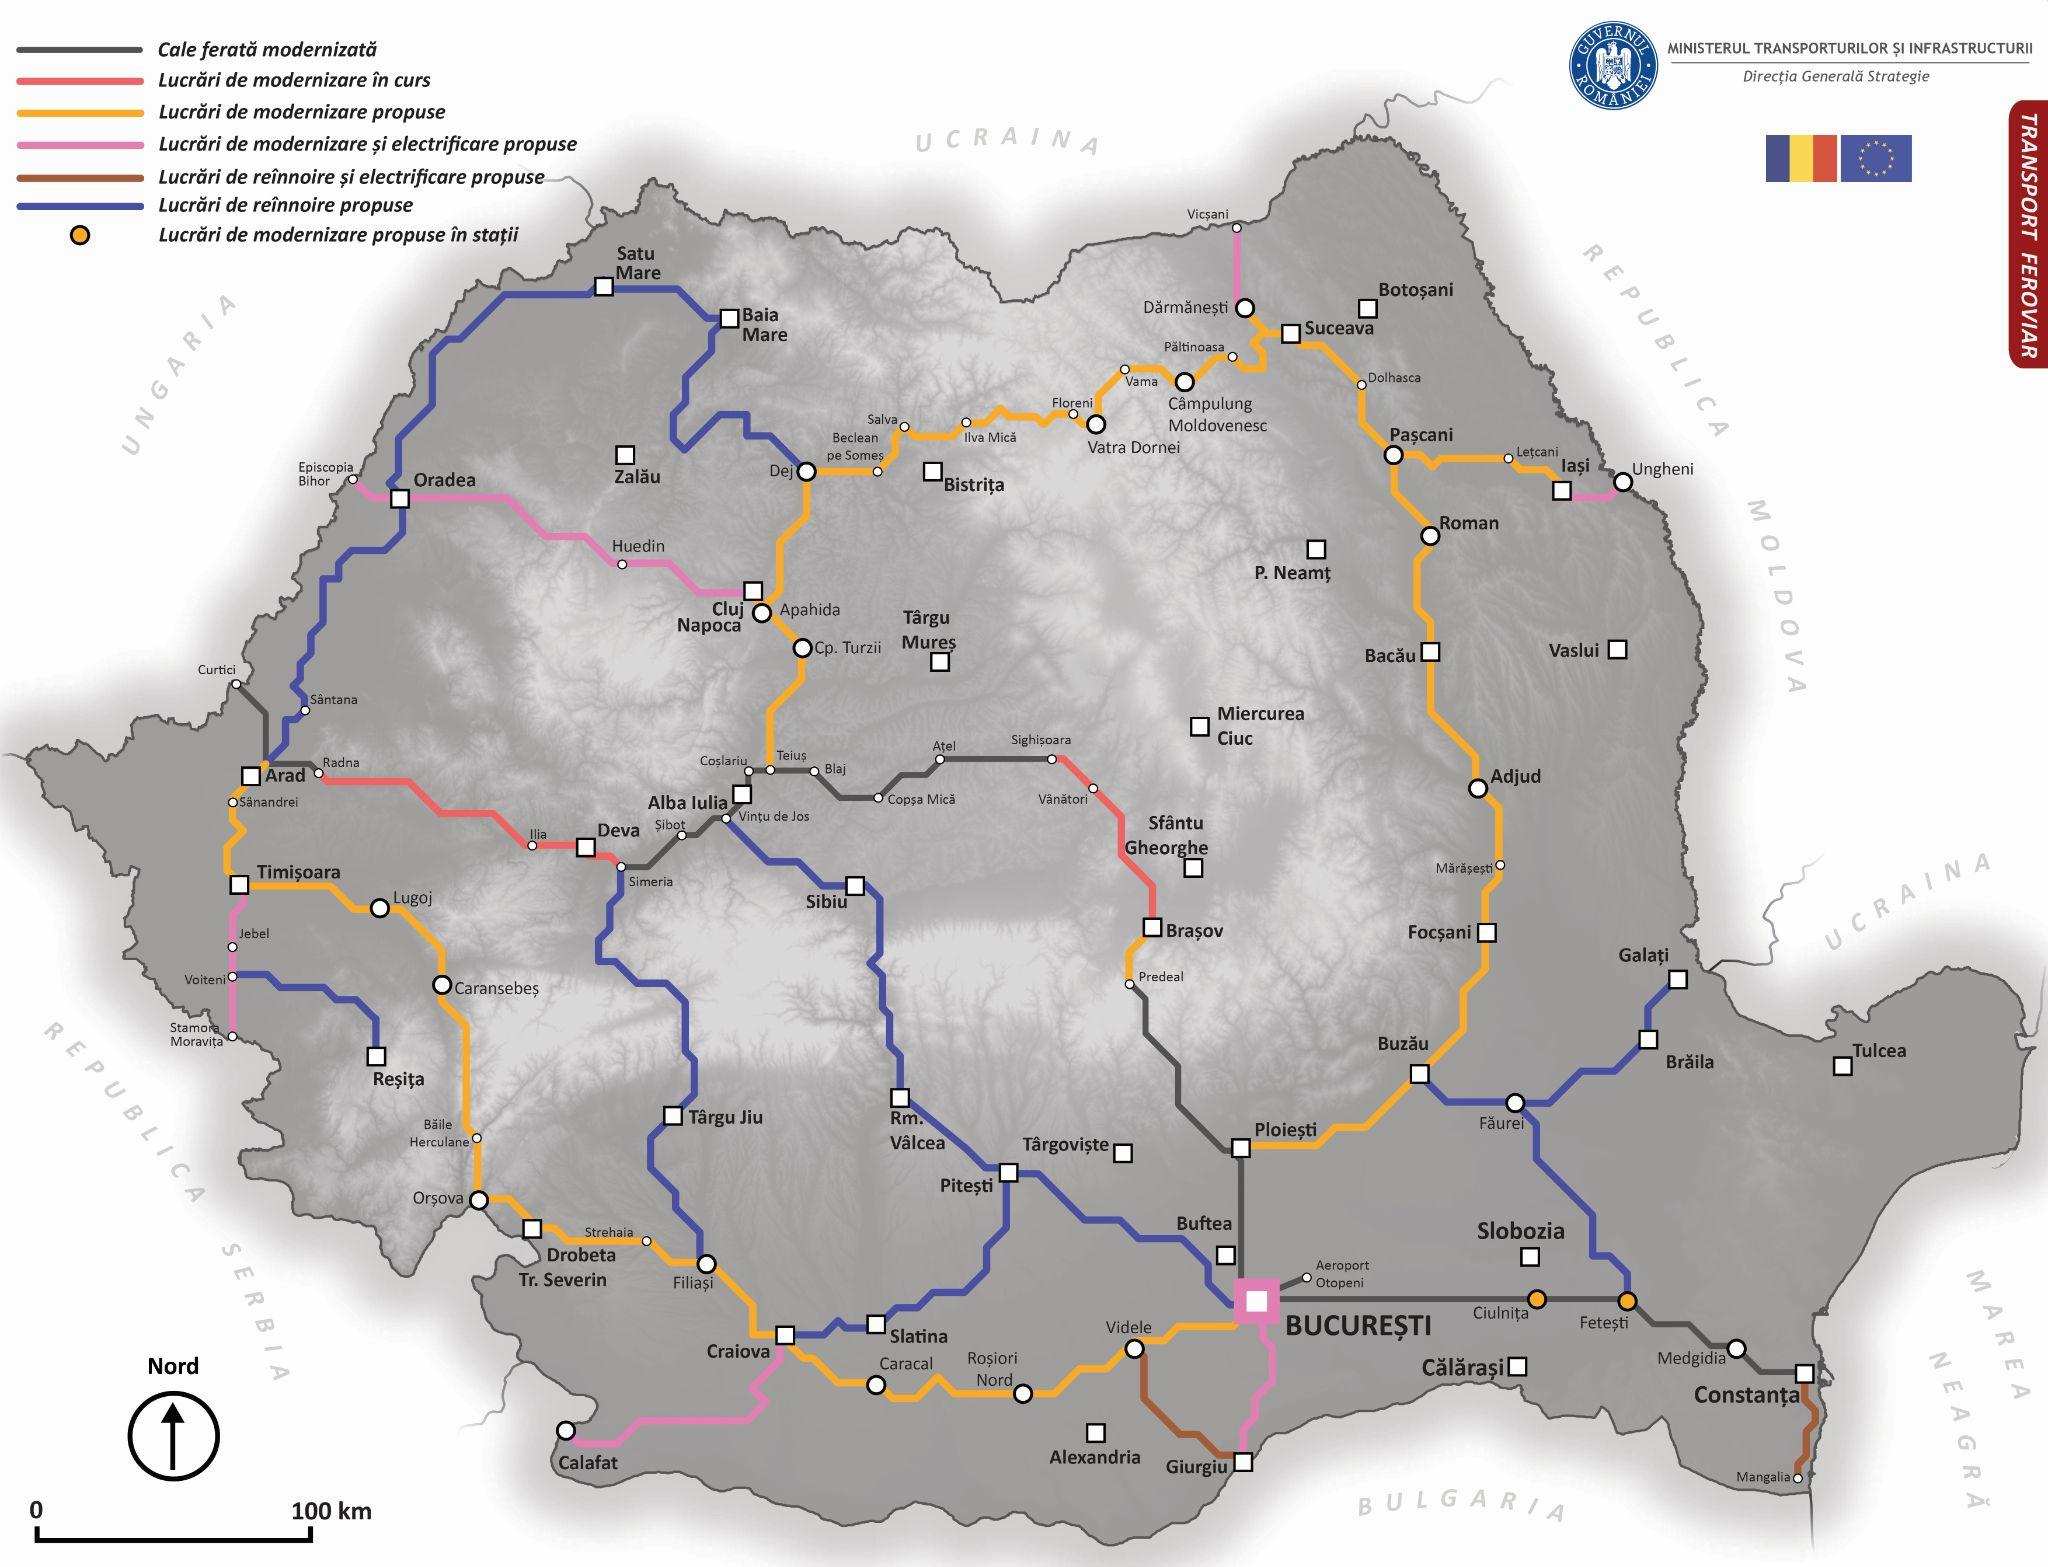 Cale ferată modernizată
Lucrări de modernizare în curs
Lucrări de modernizare propuse
Lucrări de modernizare și electrificare propuse
Lucrări de reînnoire și electrificare propuse
Lucrări de reînnoire propuse
Lucrări de modernizare propuse în stații
GUVERNUL ROMÂNIEI
MINISTERUL TRANSPORTURILOR ȘI INFRASTRUCTURII
Direcția Generală Strategie
TRANSPORT FEROVIAR
UCRAINA
UNGARIA
REPUBLICA MOLDOVA
UCRAINA
REPUBLICA SERBIA
BULGARIA
MAREA NEAGRĂ
Vicșani
Satu
Mare
Baia
Mare
Dărmănești
Botoșani
Suceava
Păltinoasa
Vama
Câmpulung
Moldovenesc
Dolhasca
Floreni
Vatra Dornei
Salva
Ilva Mică
Beclean
pe Someș
Dej
Bistrița
Zalău
Pașcani
Lețcani
Iași
Ungheni
Episcopia
Bihor
Oradea
Huedin
Roman
P. Neamț
Cluj
Napoca
Apahida
Cp. Turzii
Târgu
Mureș
Bacău
Vaslui
Curtici
Sântana
Miercurea
Ciuc
Arad
Radna
Sânandrei
Coșlariu
Teiuș
Blaj
Ațel
Sighișoara
Copșa Mică
Vânători
Adjud
Alba Iulia
Vințu de Jos
Șibot
Ilia
Deva
Simeria
Sfântu
Gheorghe
Mărășești
Timișoara
Lugoj
Sibiu
Brașov
Focșani
Jebel
Voiteni
Stamora
Moravița
Caransebeș
Predeal
Galați
Reșița
Buzău
Brăila
Tulcea
Făurei
Târgu Jiu
Rm.
Vâlcea
Băile
Herculane
Târgoviște
Ploiești
Pitești
Orșova
Drobeta
Tr. Severin
Strehaia
Filiași
Buftea
Aeroport
Otopeni
Slobozia
Ciulnița
Fetești
BUCUREȘTI
Craiova
Slatina
Caracal
Roșiori
Nord
Videle
Călărași
Medgidia
Constanța
Calafat
Alexandria
Giurgiu
Mangalia
Nord
0
100 km